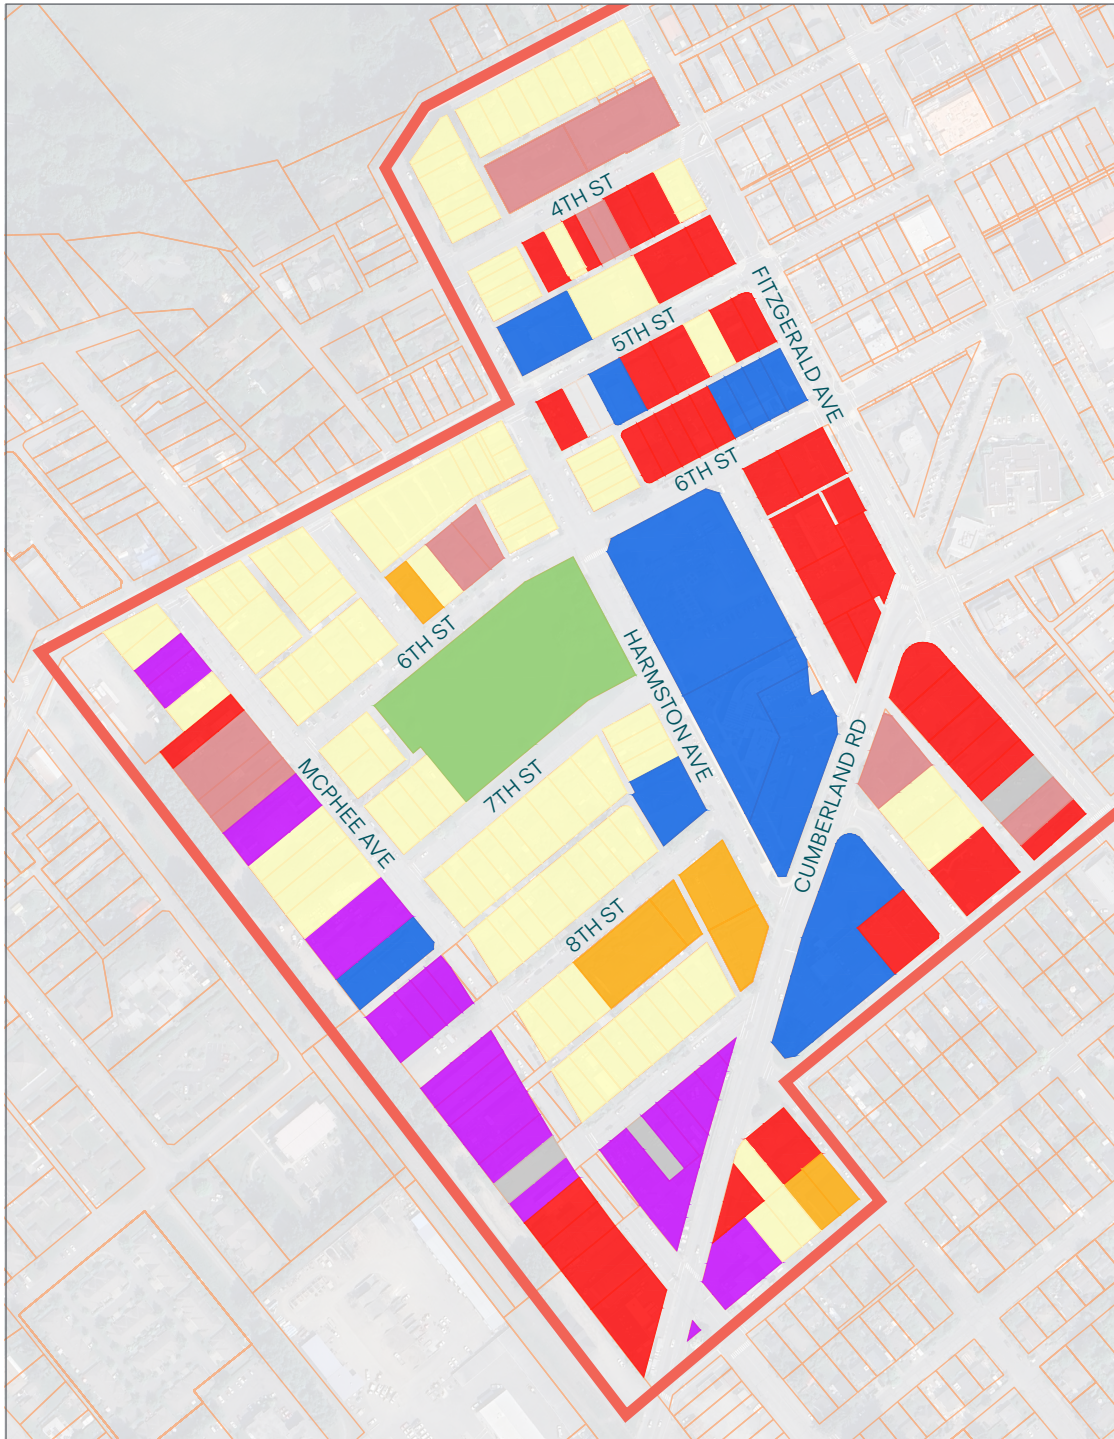 4TH ST
5TH ST
FITZGERALD AVE
6TH ST
6TH ST
HARMSTON AVE
7TH ST
MCPHEE AVE
CUMBERLAND RD
8TH ST